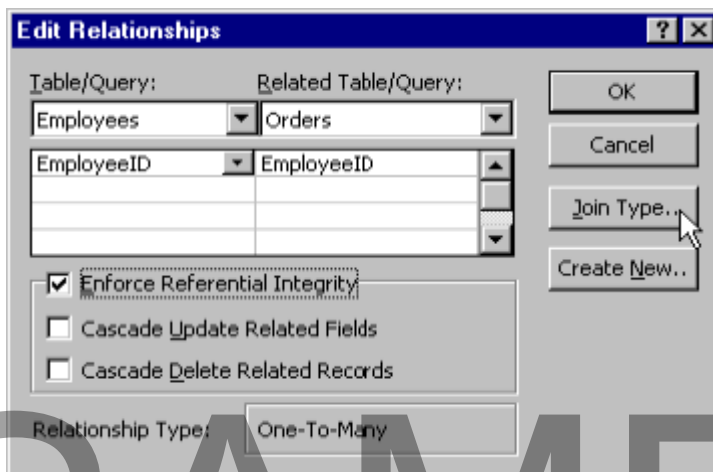 Edit Relationships
Table/Query: Related Table/Query:
OK
Employees Orders
Cancel
EmployeeID EmployeeID
Join Type..
Create New..
Enforce Referential Integrity
Cascade Update Related Fields
Cascade Delete Related Records
Relationship Type: One-To-Many